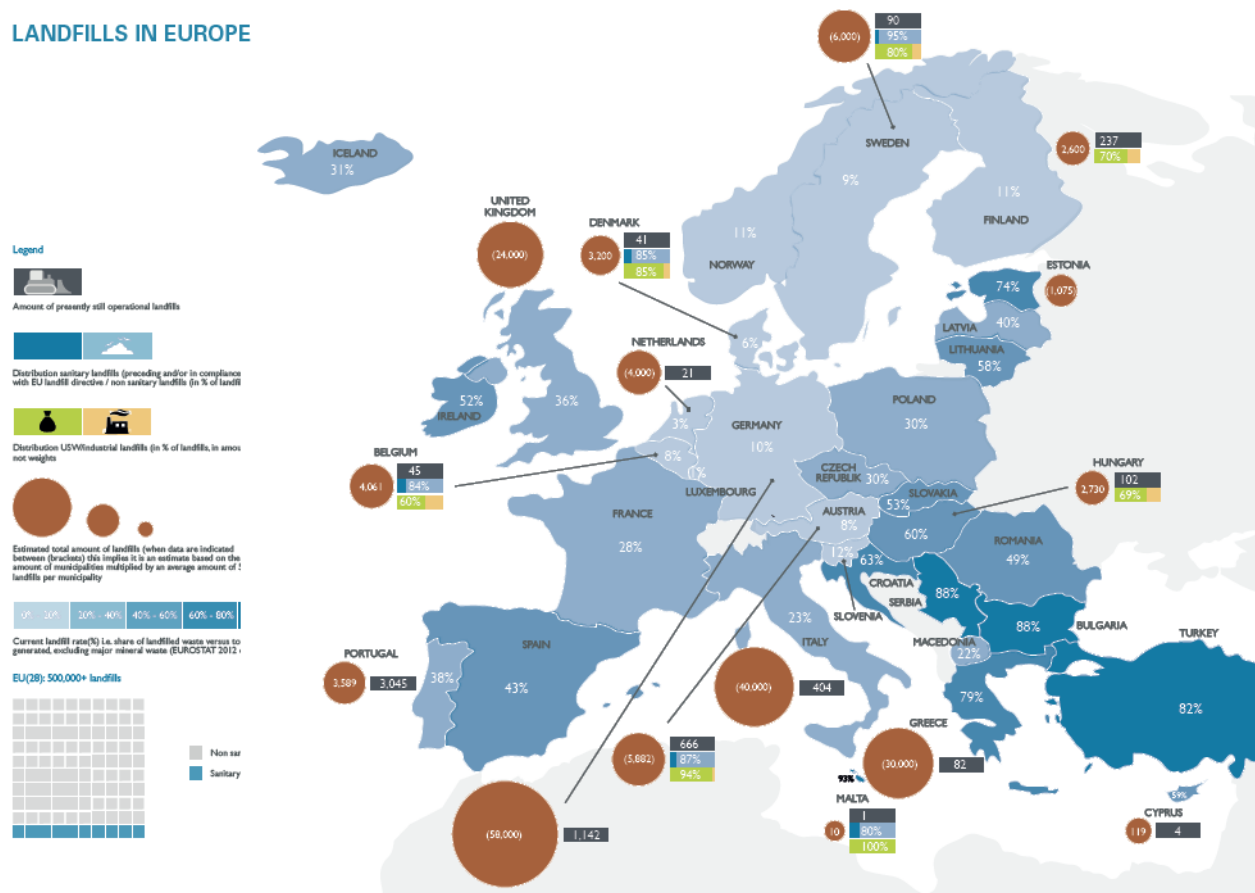 LANDFILLS IN EUROPE
90
(6,000)
95%
80%
SWEDEN
9%
237
2,600
70%
11%
FINLAND
ICELAND
31%
UNITED
KINGDOM
(24,000)
DENMARK
41
3,200
85%
85%
11%
NORWAY
Legend
Amount of presently still operational landfills
Distribution sanitary landfills (preceding and/or in compliance
with EU landfill directive / non sanitary landfills (in % of landfil
Distribution USW/industrial landfills (in % of landfills, in amou
not weights
Estimated total amount of landfills (when data are indicated
between (brackets) this implies it is an estimate based on the
amount of municipalities multiplied by an average amount of
landfills per municipality
0% - 20%
20% - 40%
40% - 60%
60% - 80%
Current landfill rate(%) i.e. share of landfilled waste versus to
generated, excluding major mineral waste (EUROSTAT 2012
EU(28): 500,000+ landfills
Non sa
Sanitary
ESTONIA
74%
(1,075)
LATVIA
40%
LITHUANIA
58%
6%
NETHERLANDS
(4,000)
21
3%
52%
IRELAND
36%
POLAND
30%
GERMANY
10%
BELGIUM
45
4,061
84%
60%
8%
1%
LUXEMBOURG
CZECH
REPUBLIK
30%
SLOVAKIA
53%
HUNGARY
102
2,730
69%
AUSTRIA
8%
60%
FRANCE
28%
ROMANIA
49%
12%
63%
CROATIA
SERBIA
88%
SLOVENIA
88%
BULGARIA
23%
ITALY
MACEDONIA
22%
TURKEY
82%
SPAIN
43%
PORTUGAL
3,589
3,045
38%
(40,000)
404
79%
GREECE
(30,000)
82
666
(5,882)
87%
94%
93%
MALTA
1
10
80%
100%
59%
CYPRUS
119
4
(58,000)
1,142